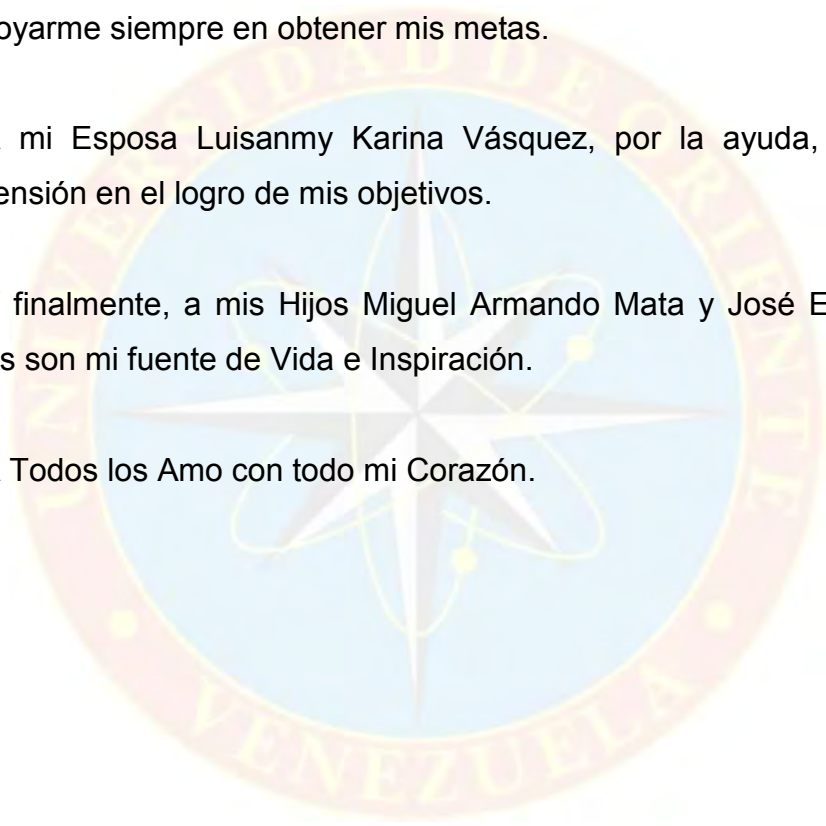 oyarme siempre en obtener mis metas.
mi Esposa Luisanmy Karina Vásquez, por la ayuda,
ensión en el logro de mis objetivos.
finalmente, a mis Hijos Miguel Armando Mata y José E
s son mi fuente de Vida e Inspiración.
Todos los Amo con todo mi Corazón.
UNIVERSIDAD DE ORIENTE
VENEZUELA